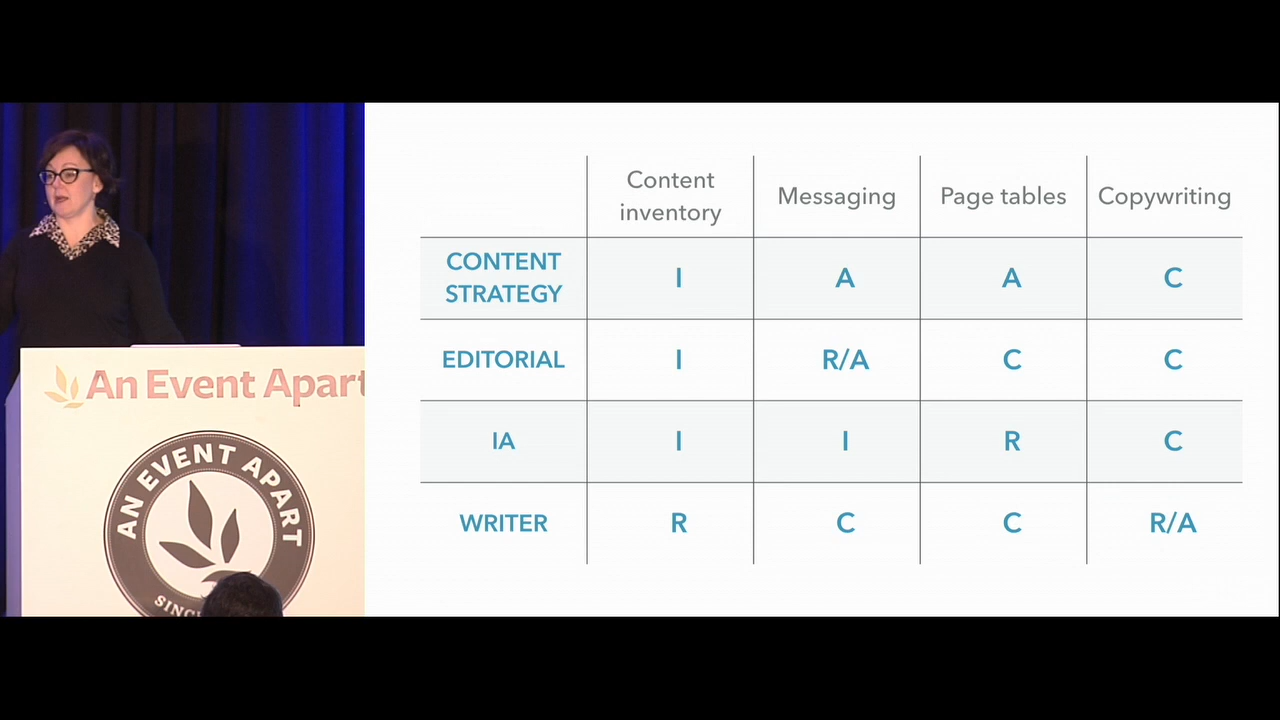 An Event Apart
AN EVENT APART
Content inventory Messaging Page tables Copywriting
CONTENT STRATEGY I A A C
EDITORIAL I R/A C C
IA I I R C
WRITER R C C R/A